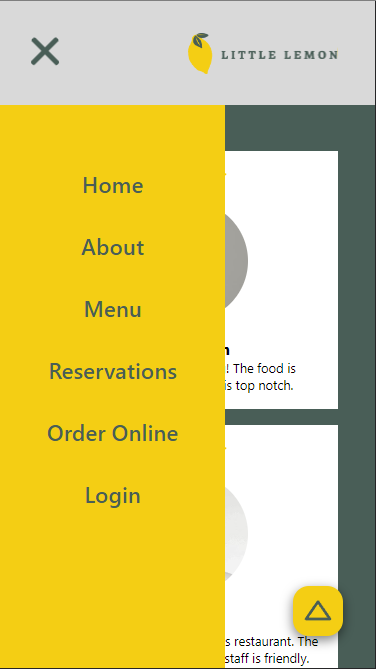 LITTLE LEMON
Home
About
Menu
Reservations
Order Online
Login
! The food is
is top notch.
s restaurant. The
staff is friendly.